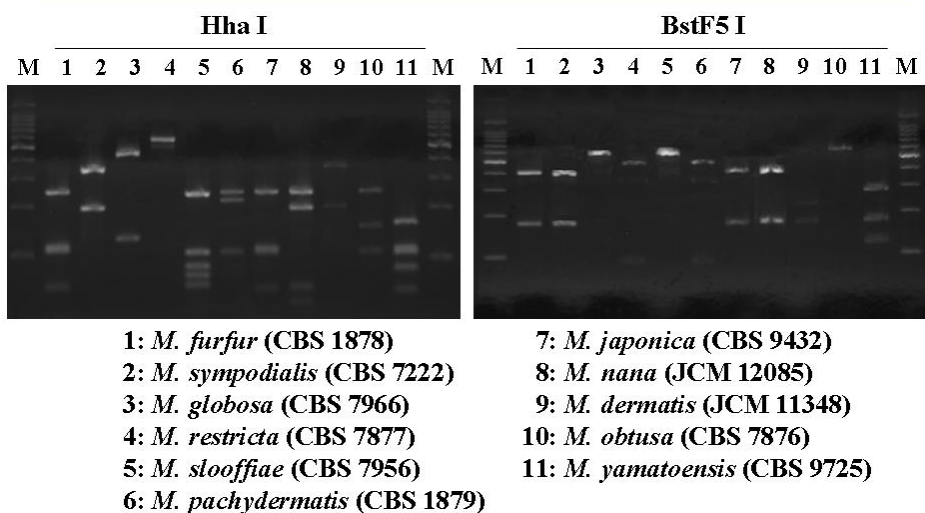 Hha I BstF5 I
M 1 2 3 4 5 6 7 8 9 10 11 M M 1 2 3 4 5 6 7 8 9 10 11 M
1: M. furfur (CBS 1878)
2: M. sympodialis (CBS 7222)
3: M. globosa (CBS 7966)
4: M. restricta (CBS 7877)
5: M. slooffiae (CBS 7956)
6: M. pachydermatis (CBS 1879)
7: M. japonica (CBS 9432)
8: M. nana (JCM 12085)
9: M. dermatis (JCM 11348)
10: M. obtusa (CBS 7876)
11: M. yamatoensis (CBS 9725)